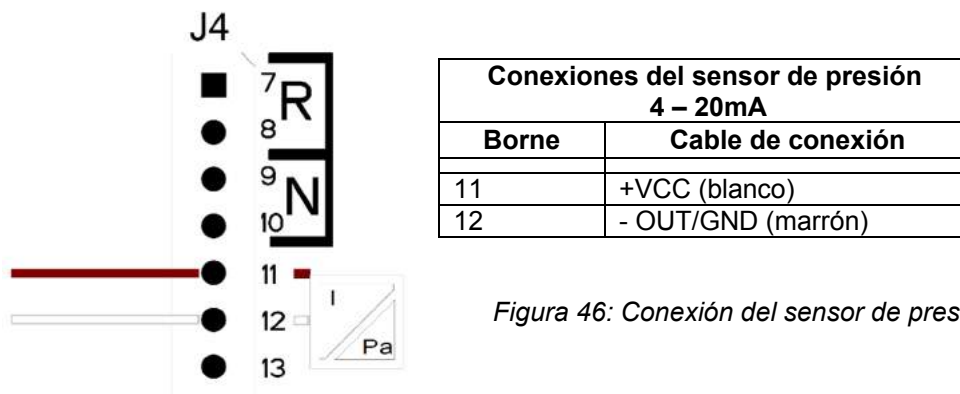 J4
7
R
8
9
N
10
11
12
13
I
Pa
Conexiones del sensor de presión
4 – 20mA
Borne Cable de conexión
11 +VCC (blanco)
12 - OUT/GND (marrón)
Figura 46: Conexión del sensor de pres